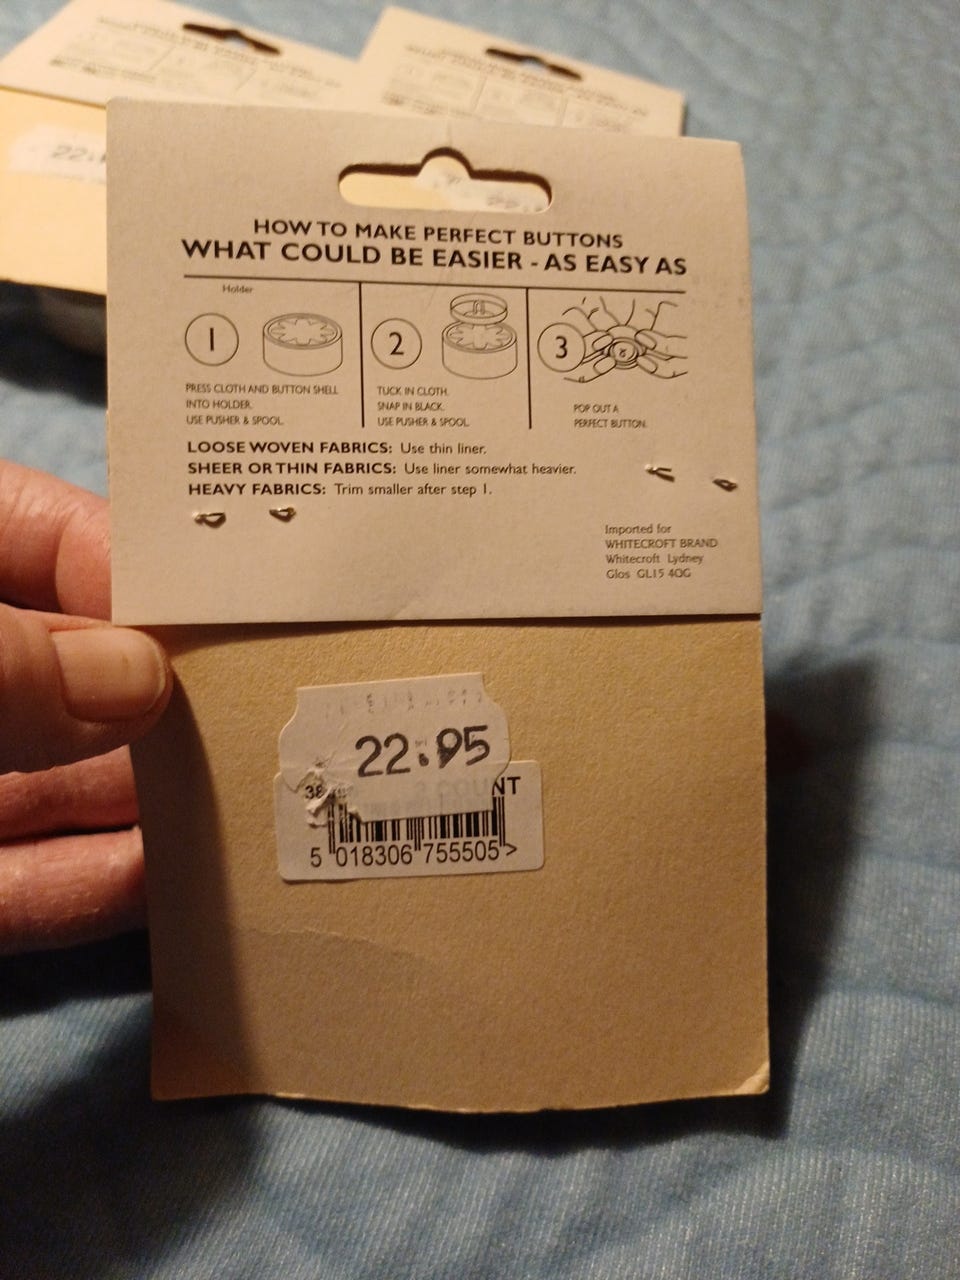 22.
HOW TO MAKE PERFECT BUTTONS
WHAT COULD BE EASIER - AS EASY AS
Holder
1
2
3
PRESS CLOTH AND BUTTON SHELL
INTO HOLDER.
USE PUSHER & SPOOL.
TUCK IN CLOTH.
SNAP IN BLACK.
USE PUSHER & SPOOL.
POP OUT A
PERFECT BUTTON.
LOOSE WOVEN FABRICS: Use thin liner.
SHEER OR THIN FABRICS: Use liner somewhat heavier.
HEAVY FABRICS: Trim smaller after step 1.
Imported for
WHITECROFT BRAND
Whitecroft Lydney
Glos GL15 4QG
22.95
38 2 COUNT
5 018306 755505 >